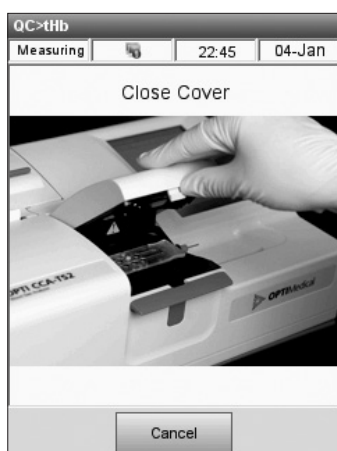 QC>tHb
Measuring 22:45 04-Jan
Close Cover
OPTI CCA-TS2
OPTIMedical
Cancel